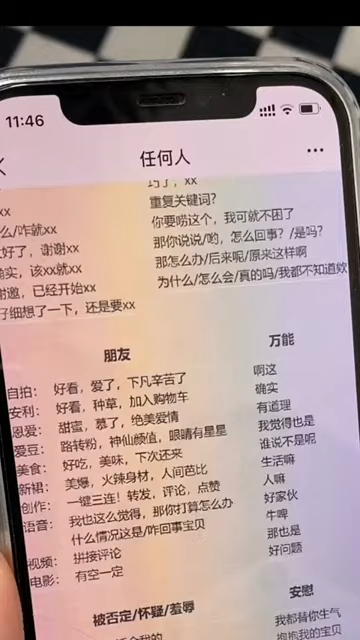 11:46
任何人
巧了，xx
重复关键词？
你要唠这个，我可就不困了
那你说说/哟，怎么回事？/是吗？
那怎么办/后来呢/原来这样啊
为什么/怎么会/真的吗/我都不知道欸
xx
么/咋就xx
好了，谢谢xx
确实，该xx就xx
谢邀，已经开始xx
仔细想了一下，还是要xx
朋友
自拍： 好看，爱了，下凡辛苦了
安利： 好看，种草，加入购物车
恩爱： 甜蜜，慕了，绝美爱情
爱豆： 路转粉，神仙颜值，眼睛有星星
美食： 好吃，美味，下次还来
新裙： 美爆，火辣身材，人间芭比
创作： 一键三连！转发，评论，点赞
语音： 我也这么觉得，那你打算怎么办
什么情况这是/咋回事宝贝
视频： 拼接评论
电影： 有空一定
万能
啊这
确实
有道理
我觉得也是
谁说不是呢
生活嘛
人嘛
好家伙
牛啤
那也是
好问题
被否定/怀疑/羞辱
安慰
我都替你生气
抱抱我的宝贝